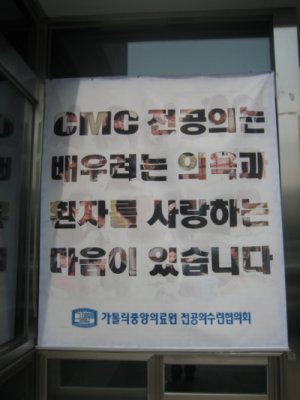 CMC 전공의는
배우려는 의욕과
환자를 사랑하는
마음이 있습니다
가톨릭중앙의료원 전공의수련협의회